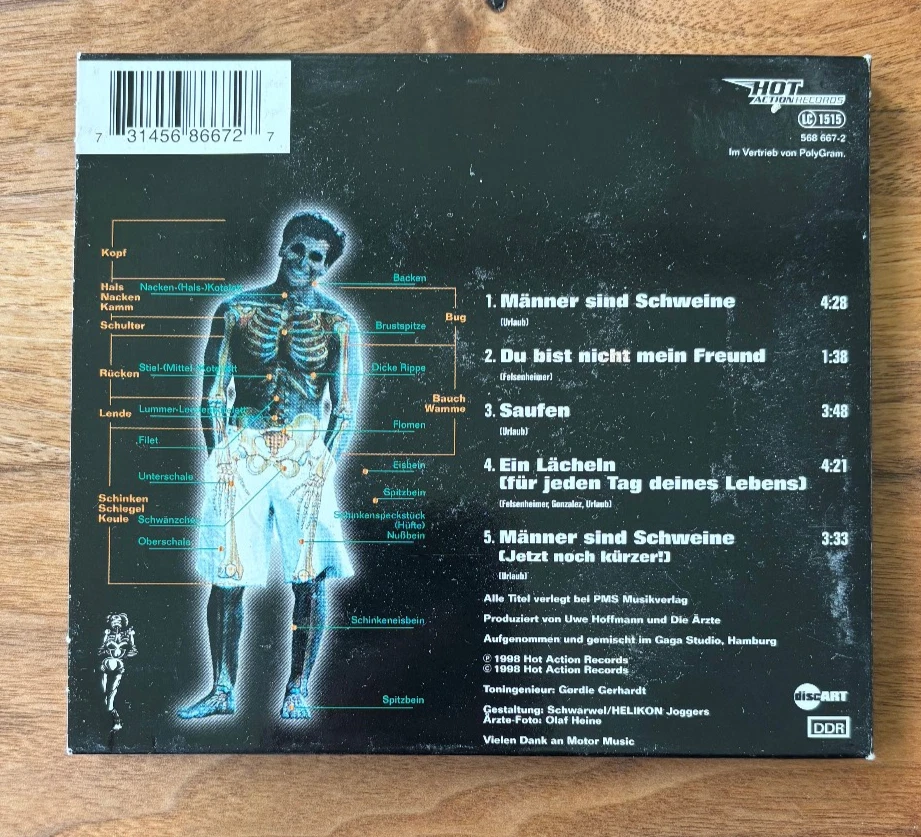 7 31456 86672 7
HOT
ACTION RECORDS
LC 1515
568 667-2
Im Vertrieb von PolyGram.
Kopf
Hals
Nacken
Kamm
Schulter
Rücken
Lende
Schinken
Schlegel
Keule
Nacken-(Hals-)Kotelett
Stiel-(Mittel-)Kotelett
Filet
Unterschale
Schwänzchen
Oberschale
Backen
Bug
Brustspitze
Dicke Rippe
Bauch
Wamme
Flomen
Eisbein
Spitzbein
Schinkenspeckstück
(Hüfte)
Nußbein
Schinkeneisbein
Spitzbein
1. Männer sind Schweine 4:28
(Urlaub)
2. Du bist nicht mein Freund 1:38
(Felsenheimer)
3. Saufen 3:48
(Urlaub)
4. Ein Lächeln 4:21
(für jeden Tag deines Lebens)
(Felsenheimer, Gonzalez, Urlaub)
5. Männer sind Schweine 3:33
(Jetzt noch kürzer!)
(Urlaub)
Alle Titel verlegt bei PMS Musikverlag
Produziert von Uwe Hoffmann und Die Ärzte
Aufgenommen und gemischt im Gaga Studio, Hamburg
℗ 1998 Hot Action Records
© 1998 Hot Action Records
Toningenieur: Gordie Gerhardt
Gestaltung: Schwarwel/HELIKON Joggers
Ärzte-Foto: Olaf Heine
Vielen Dank an Motor Music
discART
DDR